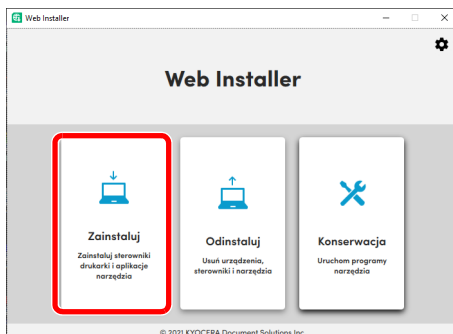 Web Installer
Web Installer
Zainstaluj
Zainstaluj sterowniki
drukarki i aplikacje
narzędzia
Odinstaluj
Usuń urządzenia,
sterowniki i narzędzia
Konserwacja
Uruchom programy
narzędzia
© 2021 KYOCERA Document Solutions Inc.